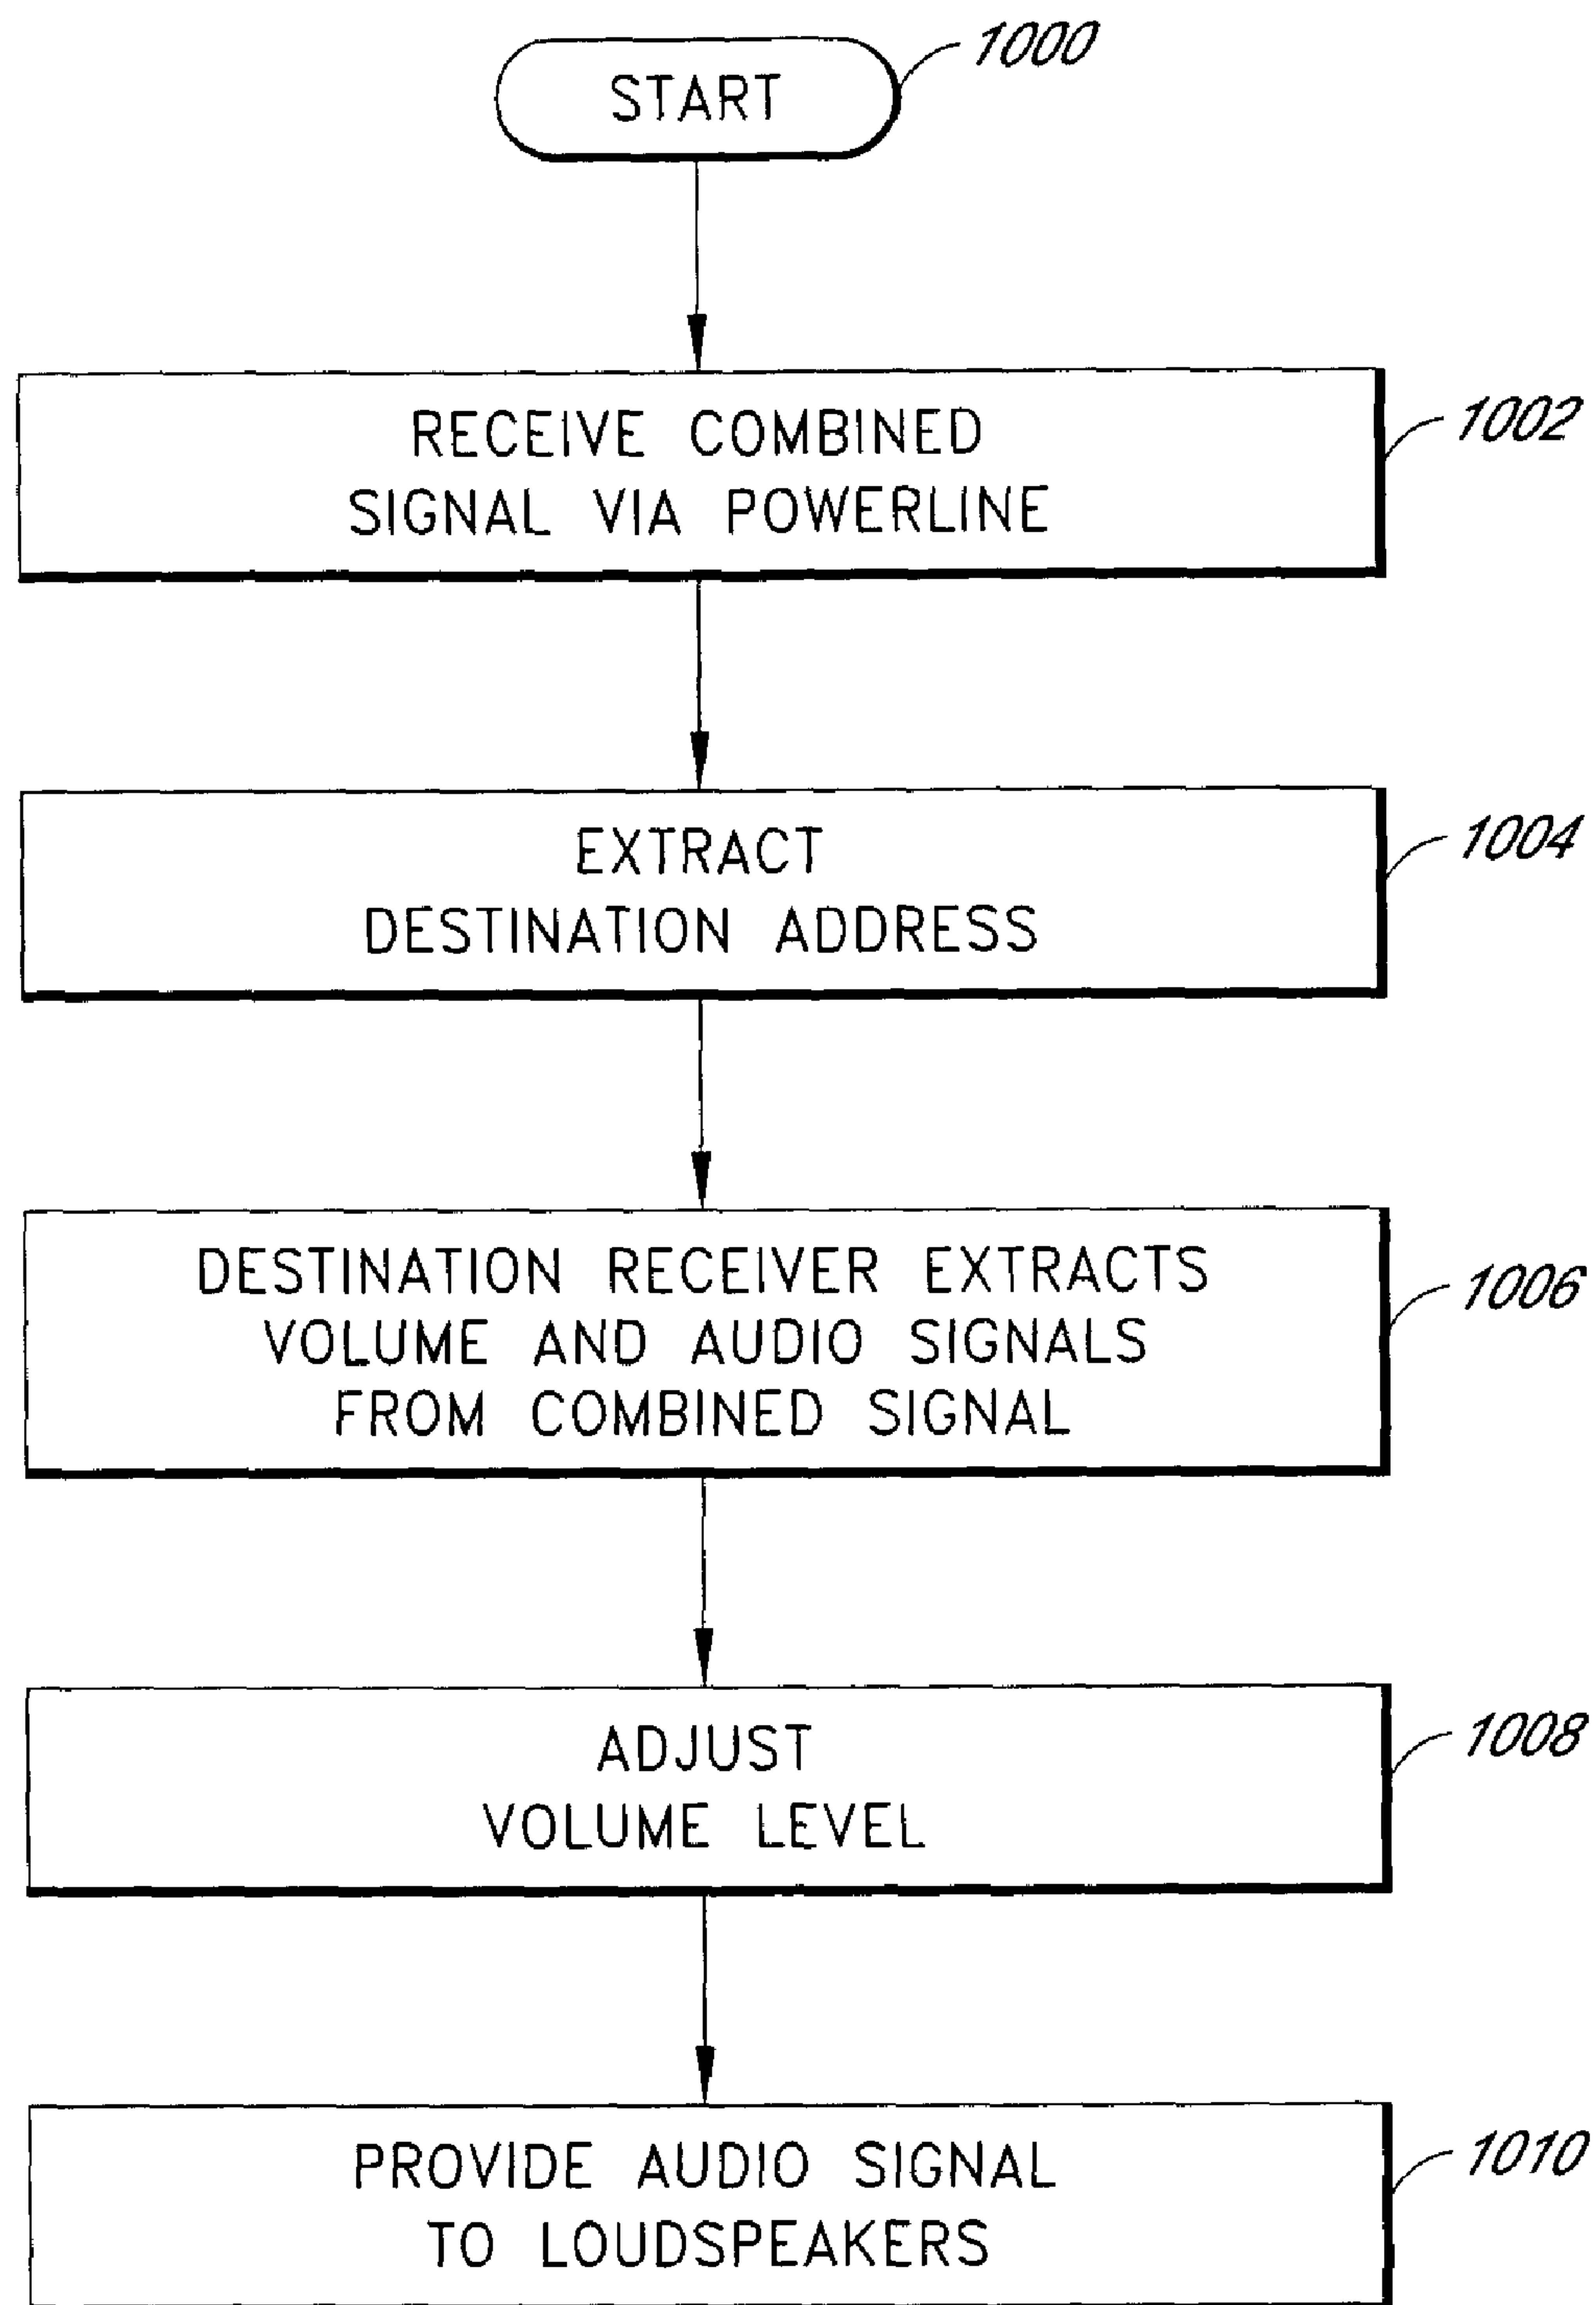 START
1000
RECEIVE COMBINED
SIGNAL VIA POWERLINE
1002
EXTRACT
DESTINATION ADDRESS
1004
DESTINATION RECEIVER EXTRACTS
VOLUME AND AUDIO SIGNALS
FROM COMBINED SIGNAL
1006
ADJUST
VOLUME LEVEL
1008
PROVIDE AUDIO SIGNAL
TO LOUDSPEAKERS
1010